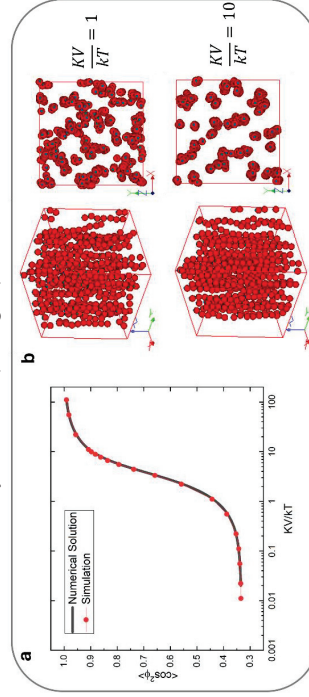 a
Numerical Solution
Simulation
<cos²ϕ>
1.0
0.9
0.8
0.7
0.6
0.5
0.4
0.3
0.001
0.01
0.1
1
10
100
KV/kT
b
KV/kT = 1
KV/kT = 10